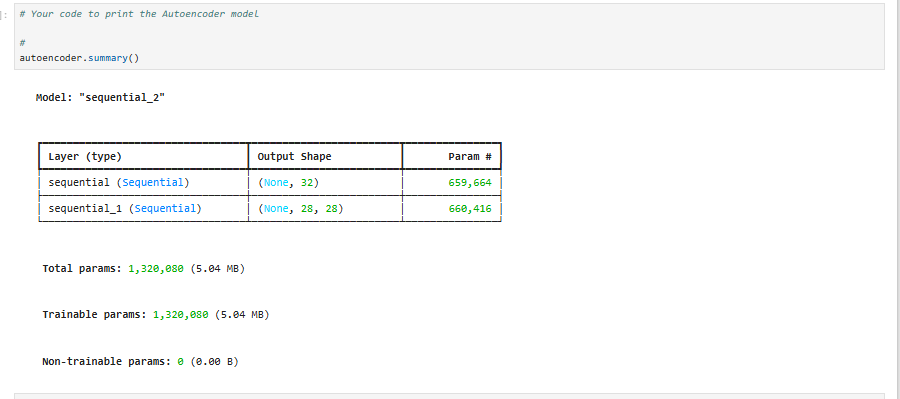 ]:
# Your code to print the Autoencoder model
#
autoencoder.summary()
Model: "sequential_2"
Layer (type) Output Shape Param #
sequential (Sequential) (None, 32) 659,664
sequential_1 (Sequential) (None, 28, 28) 660,416
Total params: 1,320,080 (5.04 MB)
Trainable params: 1,320,080 (5.04 MB)
Non-trainable params: 0 (0.00 B)